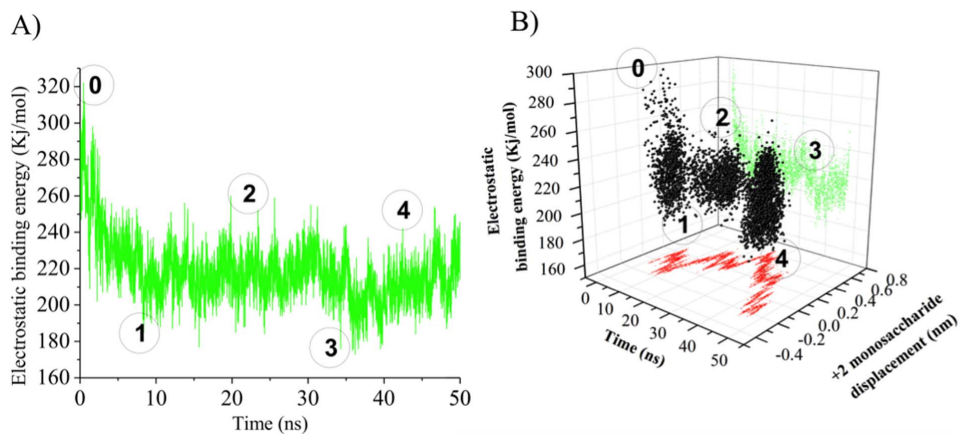 A)
Electrostatic binding energy (Kj/mol)
320
300
280
260
240
220
200
180
160
0
1
2
3
4
0 10 20 30 40 50
Time (ns)
B)
Electrostatic
binding energy (Kj/mol)
300
280
260
240
220
200
180
160
0
1
2
3
4
0 10 20 30 40 50
Time (ns)
-0.4 -0.2 0.0 0.2 0.4 0.6 0.8
+2 monosaccharide
displacement (nm)